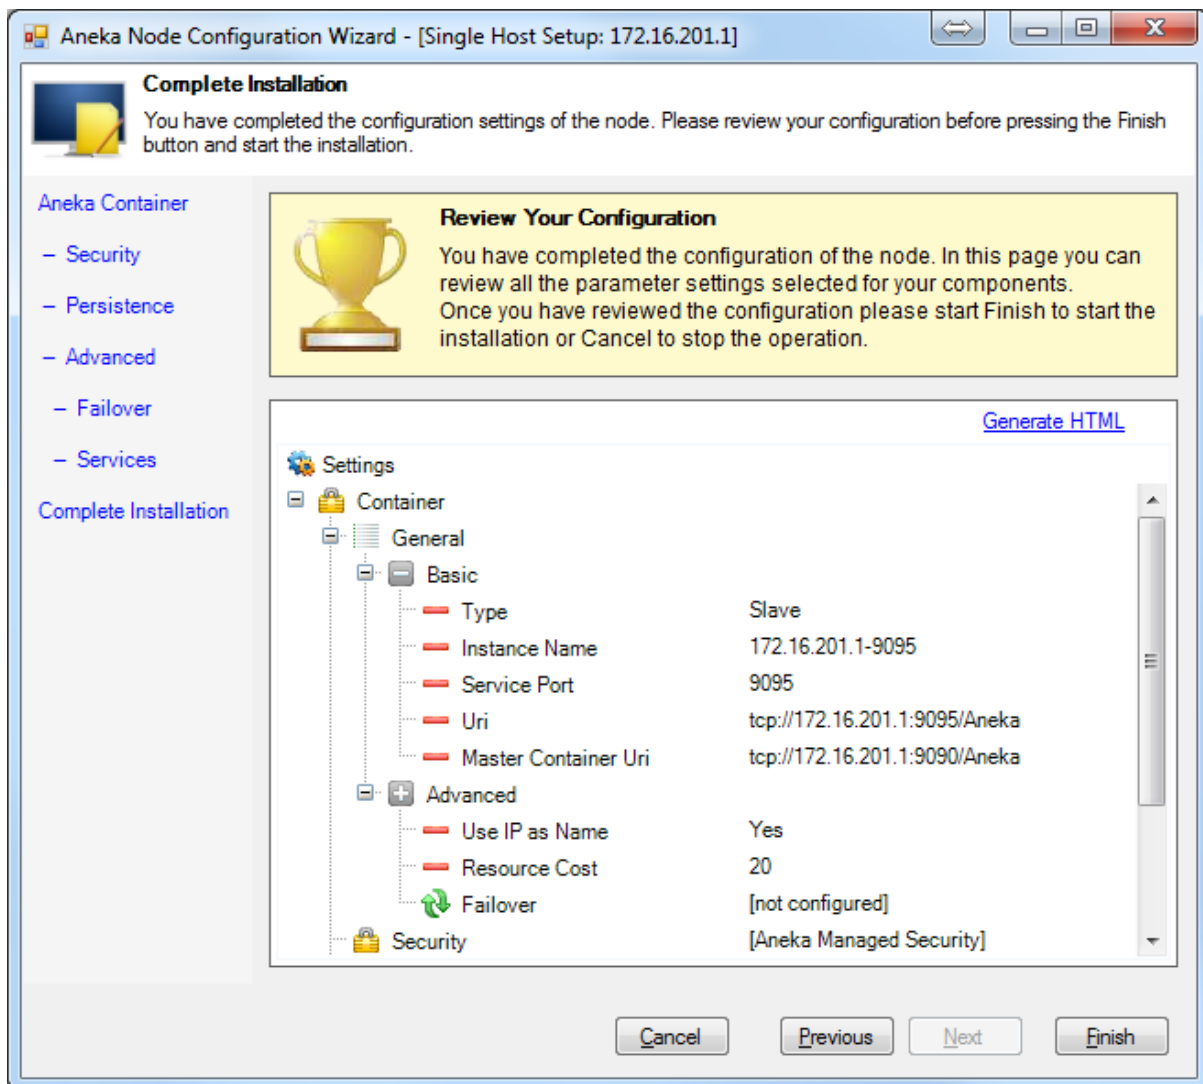 Aneka Node Configuration Wizard - [Single Host Setup: 172.16.201.1]
Complete Installation
You have completed the configuration settings of the node. Please review your configuration before pressing the Finish
button and start the installation.
Aneka Container
– Security
– Persistence
– Advanced
– Failover
– Services
Complete Installation
Review Your Configuration
You have completed the configuration of the node. In this page you can
review all the parameter settings selected for your components.
Once you have reviewed the configuration please start Finish to start the
installation or Cancel to stop the operation.
Generate HTML
Settings
Container
General
Basic
Type Slave
Instance Name 172.16.201.1-9095
Service Port 9095
Uri tcp://172.16.201.1:9095/Aneka
Master Container Uri tcp://172.16.201.1:9090/Aneka
Advanced
Use IP as Name Yes
Resource Cost 20
Failover [not configured]
Security [Aneka Managed Security]
Cancel Previous Next Finish